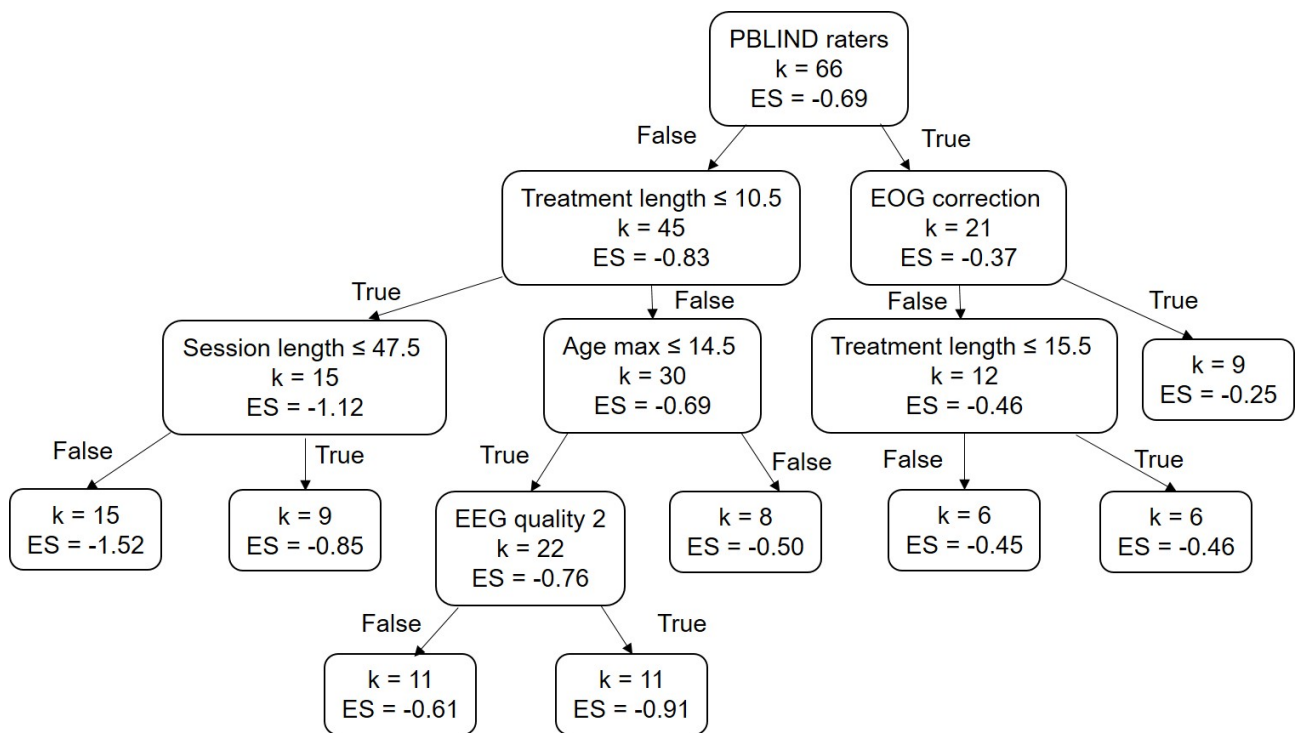 PBLIND raters
k = 66
ES = -0.69
False
True
Treatment length ≤ 10.5
k = 45
ES = -0.83
EOG correction
k = 21
ES = -0.37
True
False
False
True
Session length ≤ 47.5
k = 15
ES = -1.12
Age max ≤ 14.5
k = 30
ES = -0.69
Treatment length ≤ 15.5
k = 12
ES = -0.46
k = 9
ES = -0.25
False
True
True
False
False
True
k = 15
ES = -1.52
k = 9
ES = -0.85
EEG quality 2
k = 22
ES = -0.76
k = 8
ES = -0.50
k = 6
ES = -0.45
k = 6
ES = -0.46
False
True
k = 11
ES = -0.61
k = 11
ES = -0.91